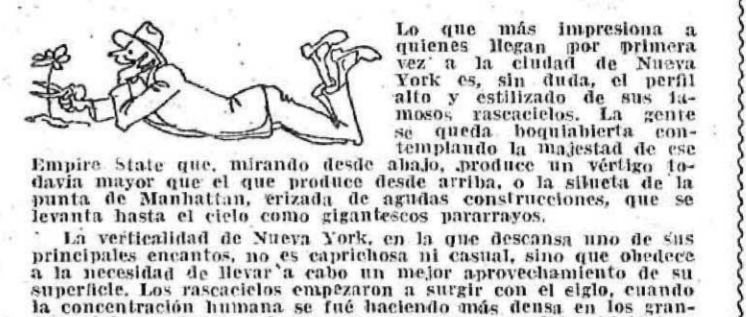 Lo que más impresiona a
quienes llegan por primera
vez a la ciudad de Nueva
York es, sin duda, el perfil
alto y estilizado de sus fa-
mosos rascacielos. La gente
se queda boquiabierta con-
templando la majestad de ese
Empire State que, mirando desde abajo, produce un vértigo to-
davía mayor que el que produce desde arriba, o la silueta de la
punta de Manhattan, erizada de agudas construcciones, que se
levanta hasta el cielo como gigantescos pararrayos.
La verticalidad de Nueva York, en la que descansa uno de sus
principales encantos, no es caprichosa ni casual, sino que obedece
a la necesidad de llevar a cabo un mejor aprovechamiento de su
superficie. Los rascacielos empezaron a surgir con el siglo, cuando
la concentración humana se fué haciendo más densa en los gran-